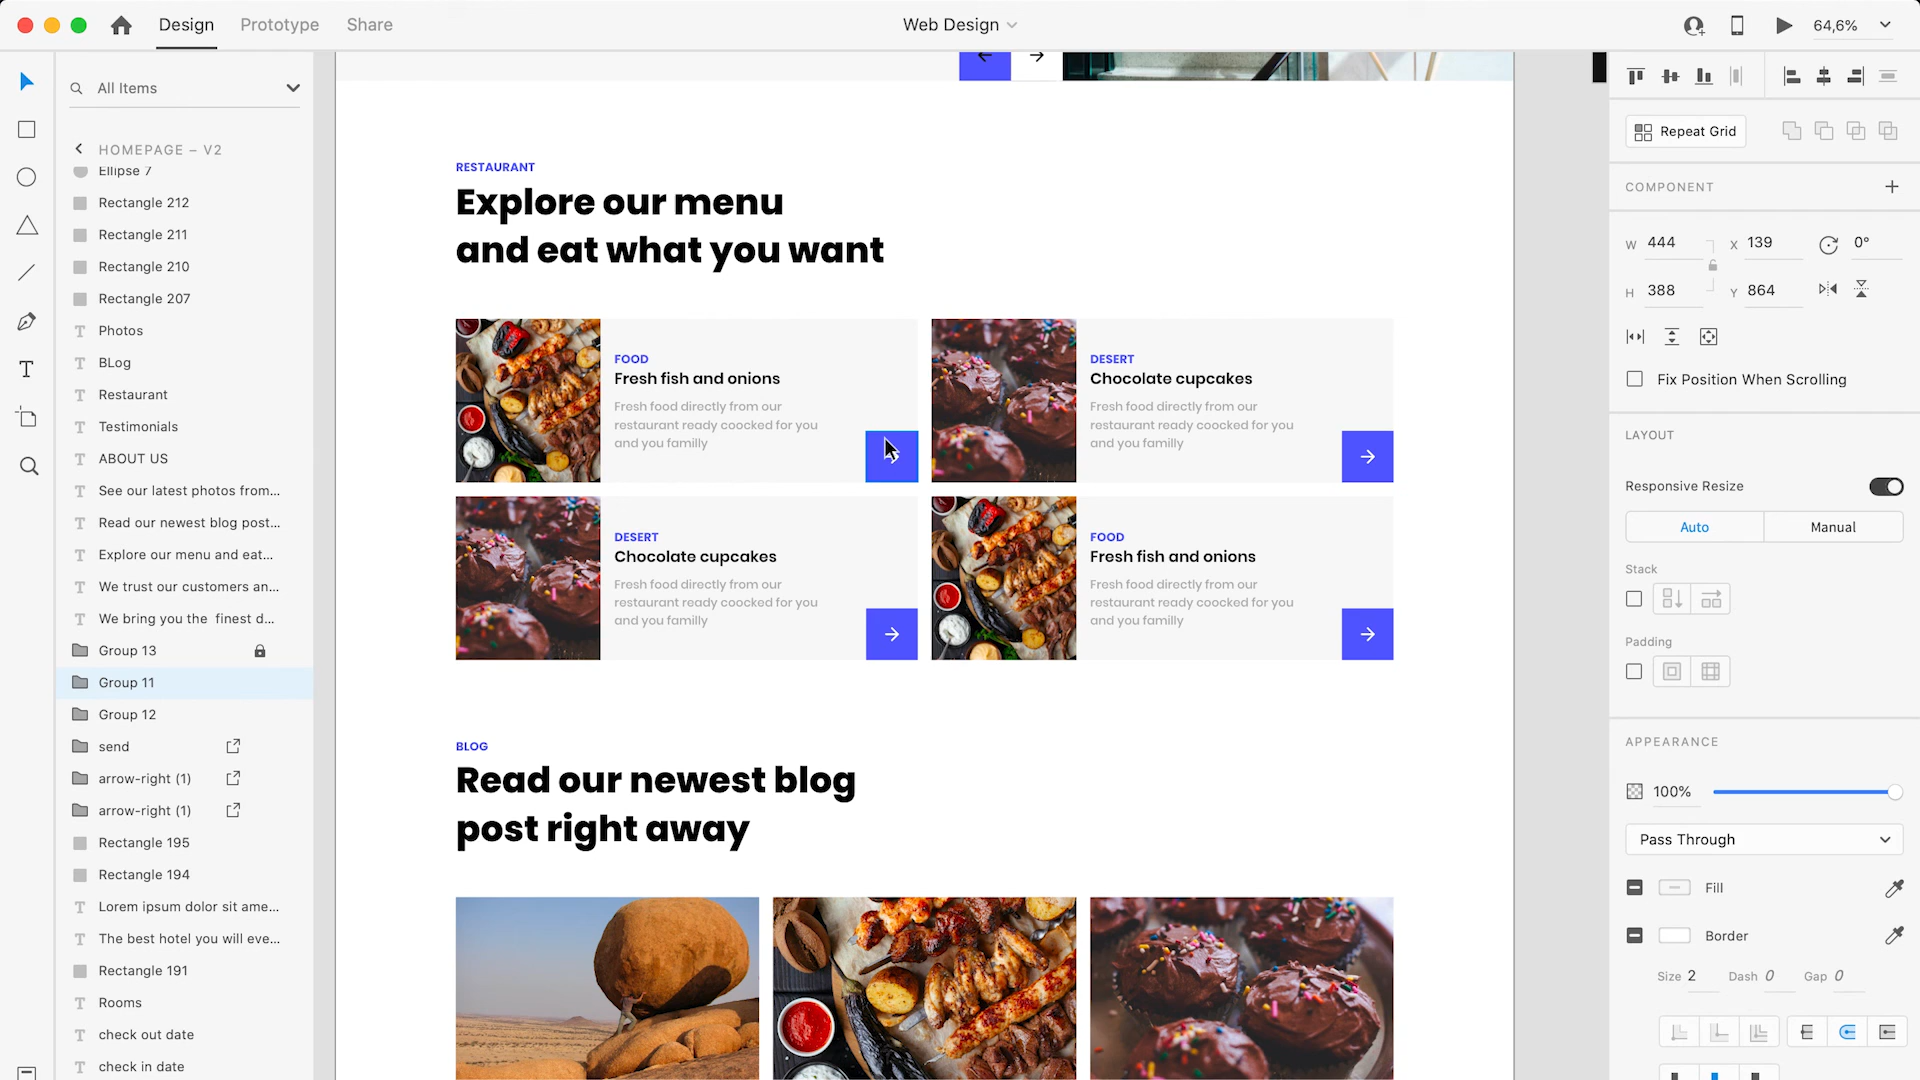 Design
Prototype
Share
Web Design
64,6%
All Items
HOMEPAGE – V2
Ellipse 7
Rectangle 212
Rectangle 211
Rectangle 210
Rectangle 207
Photos
BLog
Restaurant
Testimonials
ABOUT US
See our latest photos from...
Read our newest blog post...
Explore our menu and eat...
We trust our customers an...
We bring you the finest d...
Group 13
Group 11
Group 12
send
arrow-right (1)
arrow-right (1)
Rectangle 195
Rectangle 194
Lorem ipsum dolor sit ame...
The best hotel you will eve...
Rectangle 191
Rooms
check out date
check in date
RESTAURANT
Explore our menu
and eat what you want
FOOD
Fresh fish and onions
Fresh food directly from our
restaurant ready coocked for you
and you familly
DESERT
Chocolate cupcakes
Fresh food directly from our
restaurant ready coocked for you
and you familly
DESERT
Chocolate cupcakes
Fresh food directly from our
restaurant ready coocked for you
and you familly
FOOD
Fresh fish and onions
Fresh food directly from our
restaurant ready coocked for you
and you familly
BLOG
Read our newest blog
post right away
Repeat Grid
COMPONENT
W 444 X 139 0°
H 388 Y 864
Fix Position When Scrolling
LAYOUT
Responsive Resize
Auto
Manual
Stack
Padding
APPEARANCE
100%
Pass Through
Fill
Border
Size 2 Dash 0 Gap 0